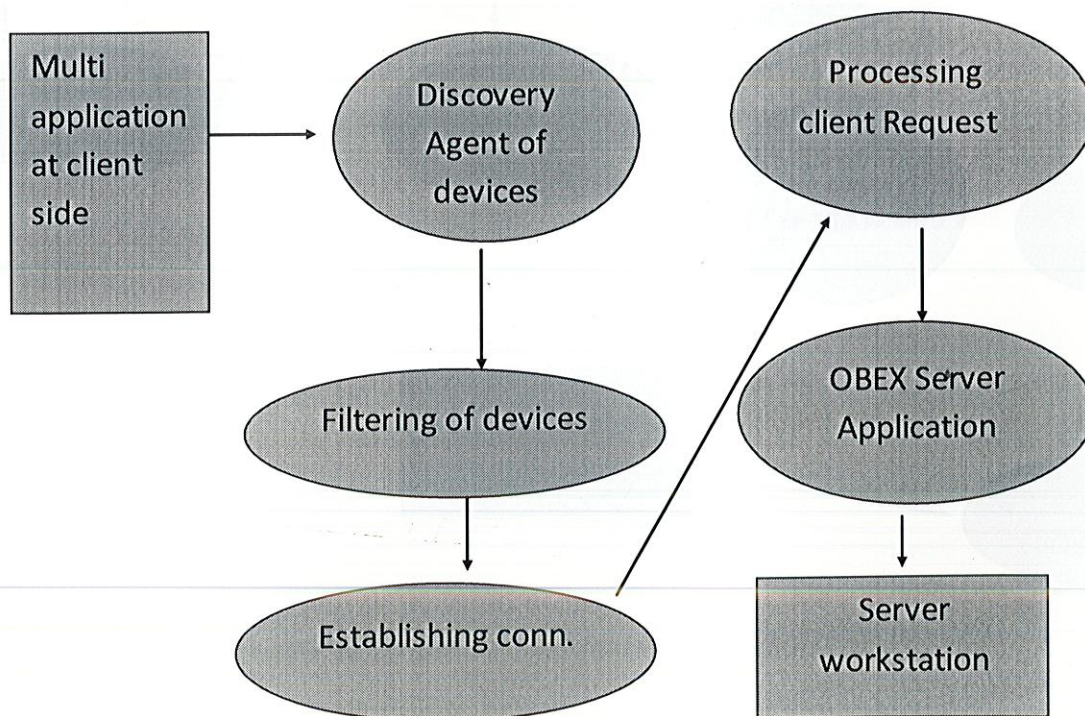 Multi
application
at client
side
Discovery
Agent of
devices
Filtering of devices
Establishing conn.
Processing
client Request
OBEX Server
Application
Server
workstation